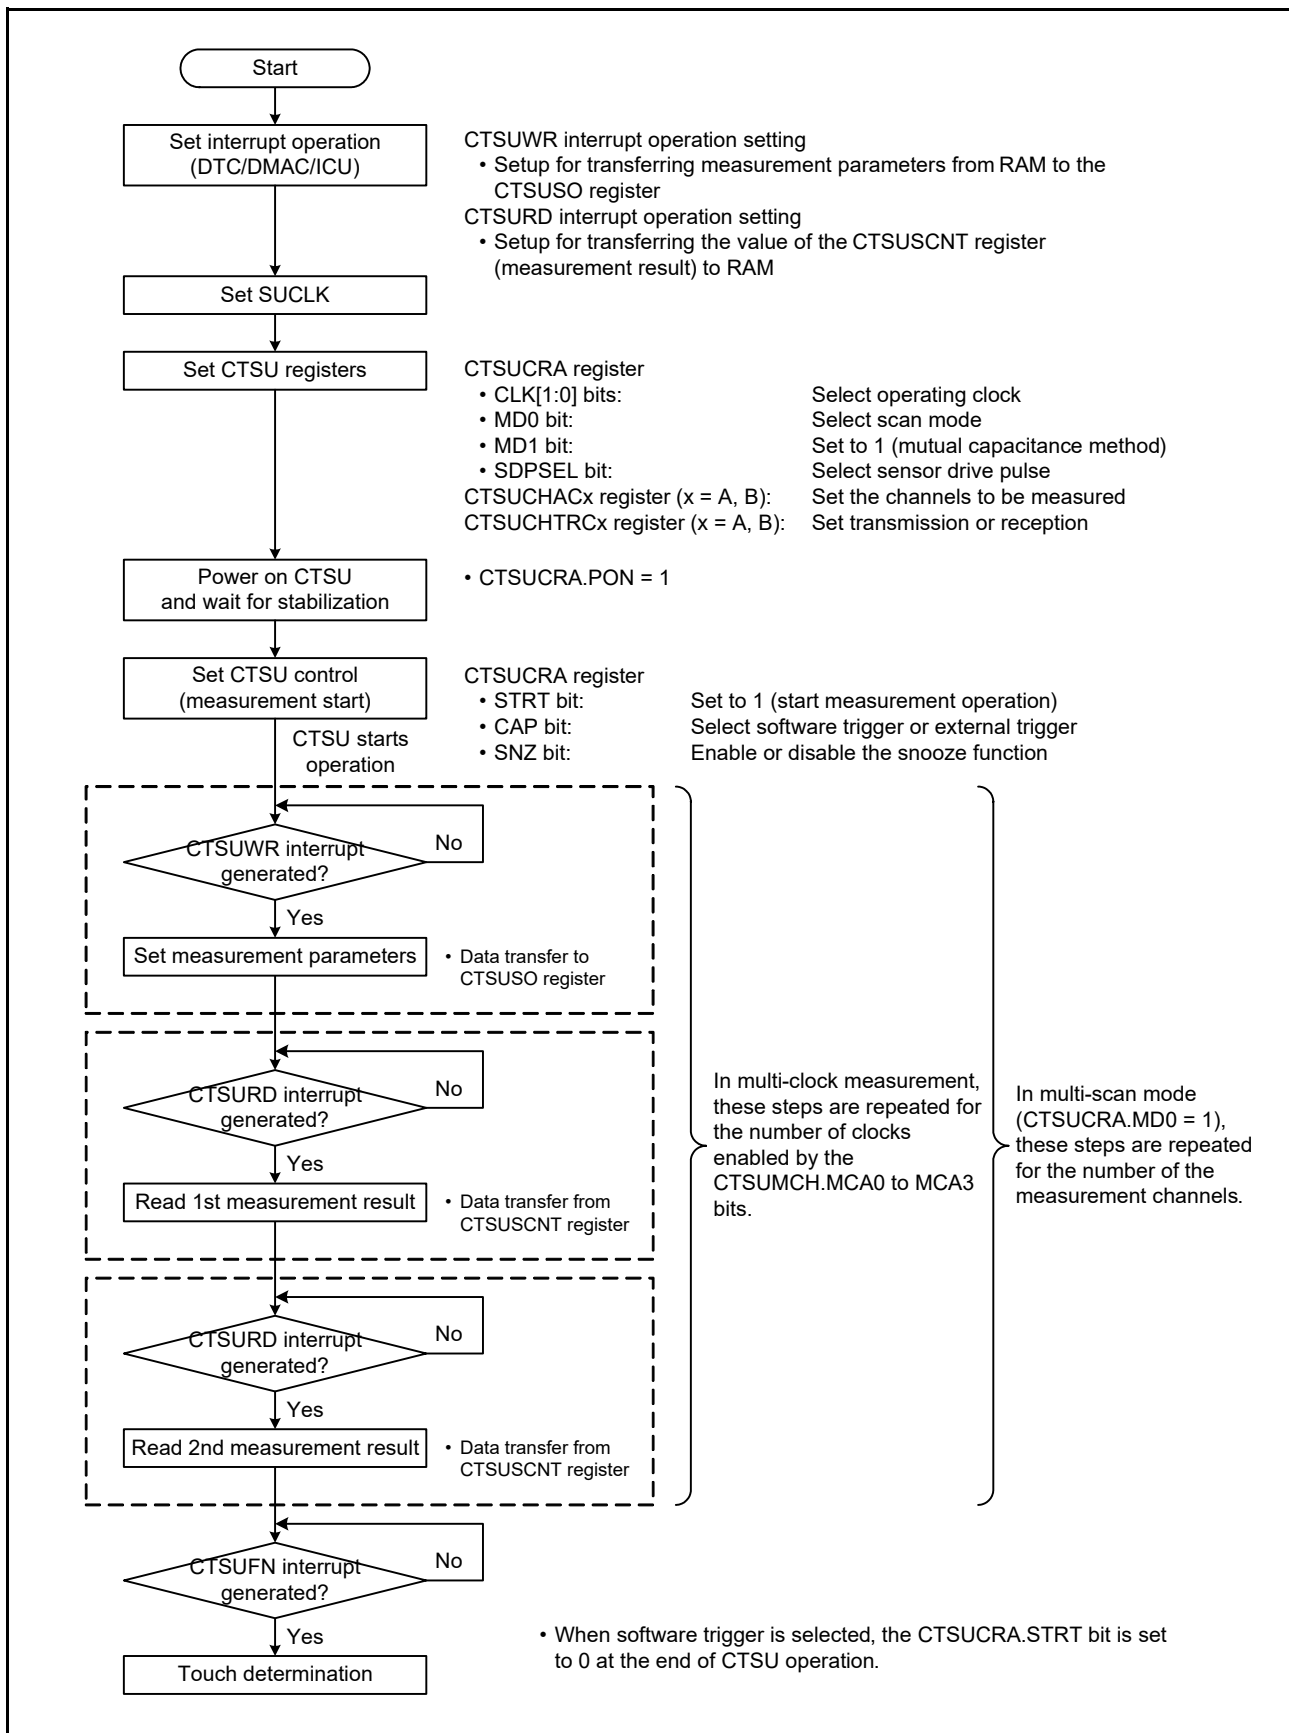 Start
Set interrupt operation
(DTC/DMAC/ICU)
CTSUWR interrupt operation setting
• Setup for transferring measurement parameters from RAM to the
CTSUSO register
CTSURD interrupt operation setting
• Setup for transferring the value of the CTSUSCNT register
(measurement result) to RAM
Set SUCLK
Set CTSU registers
CTSUCRA register
• CLK[1:0] bits: Select operating clock
• MD0 bit: Select scan mode
• MD1 bit: Set to 1 (mutual capacitance method)
• SDPSEL bit: Select sensor drive pulse
CTSUCHACx register (x = A, B): Set the channels to be measured
CTSUCHTRCx register (x = A, B): Set transmission or reception
Power on CTSU
and wait for stabilization
• CTSUCRA.PON = 1
Set CTSU control
(measurement start)
CTSUCRA register
• STRT bit: Set to 1 (start measurement operation)
• CAP bit: Select software trigger or external trigger
• SNZ bit: Enable or disable the snooze function
CTSU starts
operation
CTSUWR interrupt
generated?
No
Yes
Set measurement parameters
• Data transfer to
CTSUSO register
CTSURD interrupt
generated?
No
Yes
Read 1st measurement result
• Data transfer from
CTSUSCNT register
CTSURD interrupt
generated?
No
Yes
Read 2nd measurement result
• Data transfer from
CTSUSCNT register
In multi-clock measurement,
these steps are repeated for
the number of clocks
enabled by the
CTSUMCH.MCA0 to MCA3
bits.
In multi-scan mode
(CTSUCRA.MD0 = 1),
these steps are repeated
for the number of the
measurement channels.
CTSUFN interrupt
generated?
No
Yes
Touch determination
• When software trigger is selected, the CTSUCRA.STRT bit is set
to 0 at the end of CTSU operation.